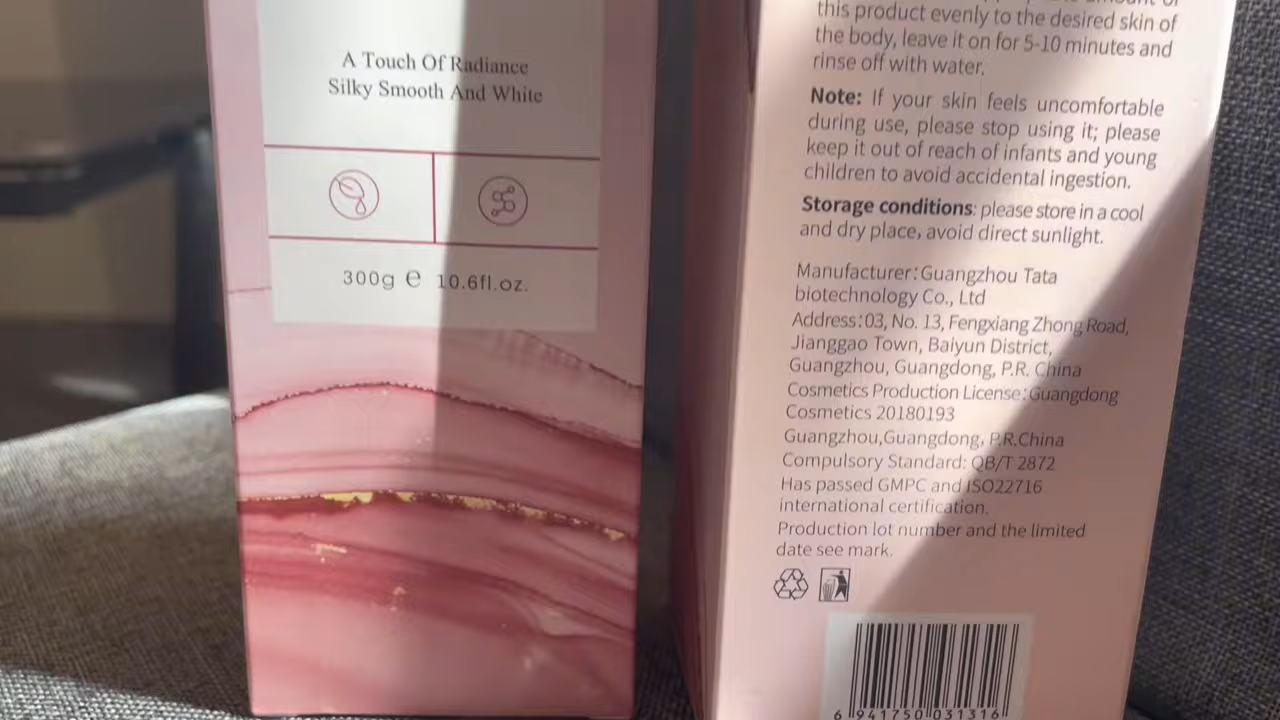 A Touch Of Radiance
Silky Smooth And White
300g e 10.6fl.oz.
this product evenly to the desired skin of
the body, leave it on for 5-10 minutes and
rinse off with water.
Note: If your skin feels uncomfortable
during use, please stop using it; please
keep it out of reach of infants and young
children to avoid accidental ingestion.
Storage conditions: please store in a cool
and dry place, avoid direct sunlight.
Manufacturer:Guangzhou Tata
biotechnology Co., Ltd
Address:03, No. 13, Fengxiang Zhong Road,
Jianggao Town, Baiyun District,
Guangzhou, Guangdong, P.R. China
Cosmetics Production License:Guangdong
Cosmetics 20180193
Guangzhou,Guangdong, P.R.China
Compulsory Standard: QB/T 2872
Has passed GMPC and ISO22716
international certification.
Production lot number and the limited
date see mark.
6 941750 031316